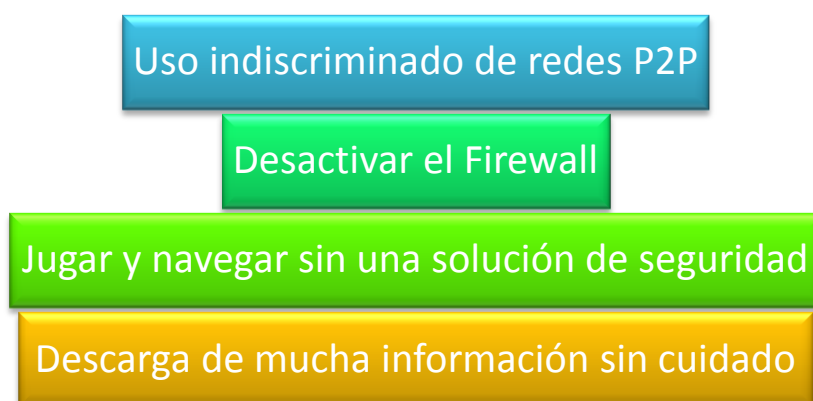 Uso indiscriminado de redes P2P
Desactivar el Firewall
Jugar y navegar sin una solución de seguridad
Descarga de mucha información sin cuidado